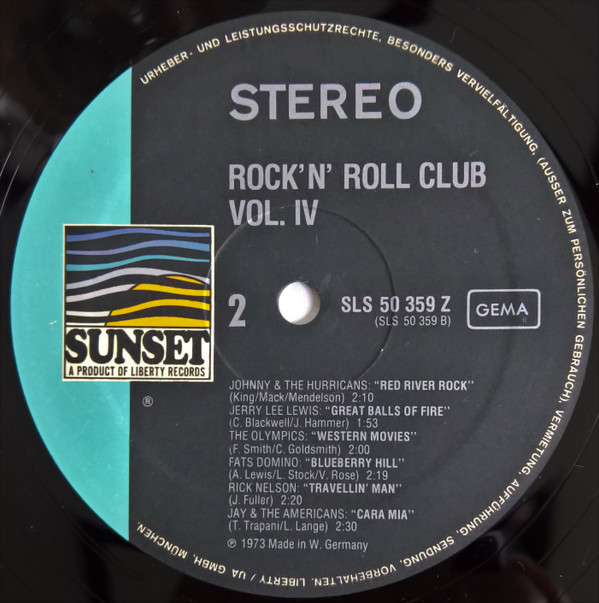 URHEBER- UND LEISTUNGSSCHUTZRECHTE, BESONDERS VERVIELFÄLTIGUNG, (AUSSER ZUM PERSÖNLICHEN GEBRAUCH), VERMIETUNG, AUFFÜHRUNG, SENDUNG, VORBEHALTEN. LIBERTY / UA GMBH, MÜNCHEN.
STEREO
ROCK'N' ROLL CLUB
VOL. IV
2
SLS 50 359 Z
(SLS 50 359 B)
GEMA
SUNSET
A PRODUCT OF LIBERTY RECORDS
®
JOHNNY & THE HURRICANS: "RED RIVER ROCK"
(King/Mack/Mendelson) 2:10
JERRY LEE LEWIS: "GREAT BALLS OF FIRE"
(C. Blackwell/J. Hammer) 1:53
THE OLYMPICS: "WESTERN MOVIES"
(F. Smith/C. Goldsmith) 2:00
FATS DOMINO: "BLUEBERRY HILL"
(A. Lewis/L. Stock/V. Rose) 2:19
RICK NELSON: "TRAVELLIN' MAN"
(J. Fuller) 2:20
JAY & THE AMERICANS: "CARA MIA"
(T. Trapani/L. Lange) 2:30
℗ 1973 Made in W. Germany